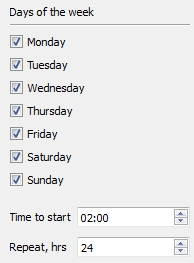 Days of the week
Monday
Tuesday
Wednesday
Thursday
Friday
Saturday
Sunday
Time to start 02:00
Repeat, hrs 24